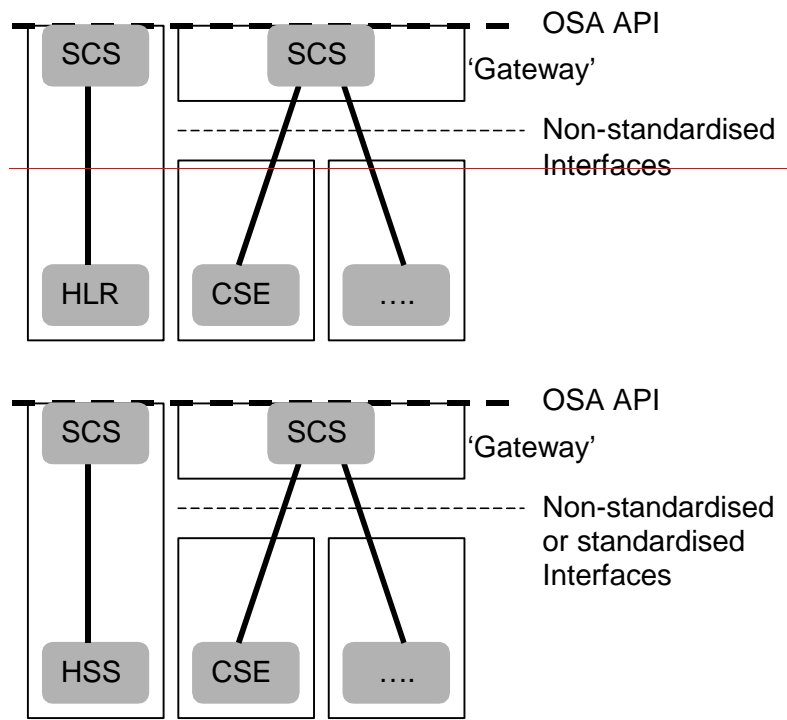 OSA API
SCS
SCS
'Gateway'
Non-standardised
Interfaces
HLR
CSE
....
OSA API
SCS
SCS
'Gateway'
Non-standardised
or standardised
Interfaces
HSS
CSE
....